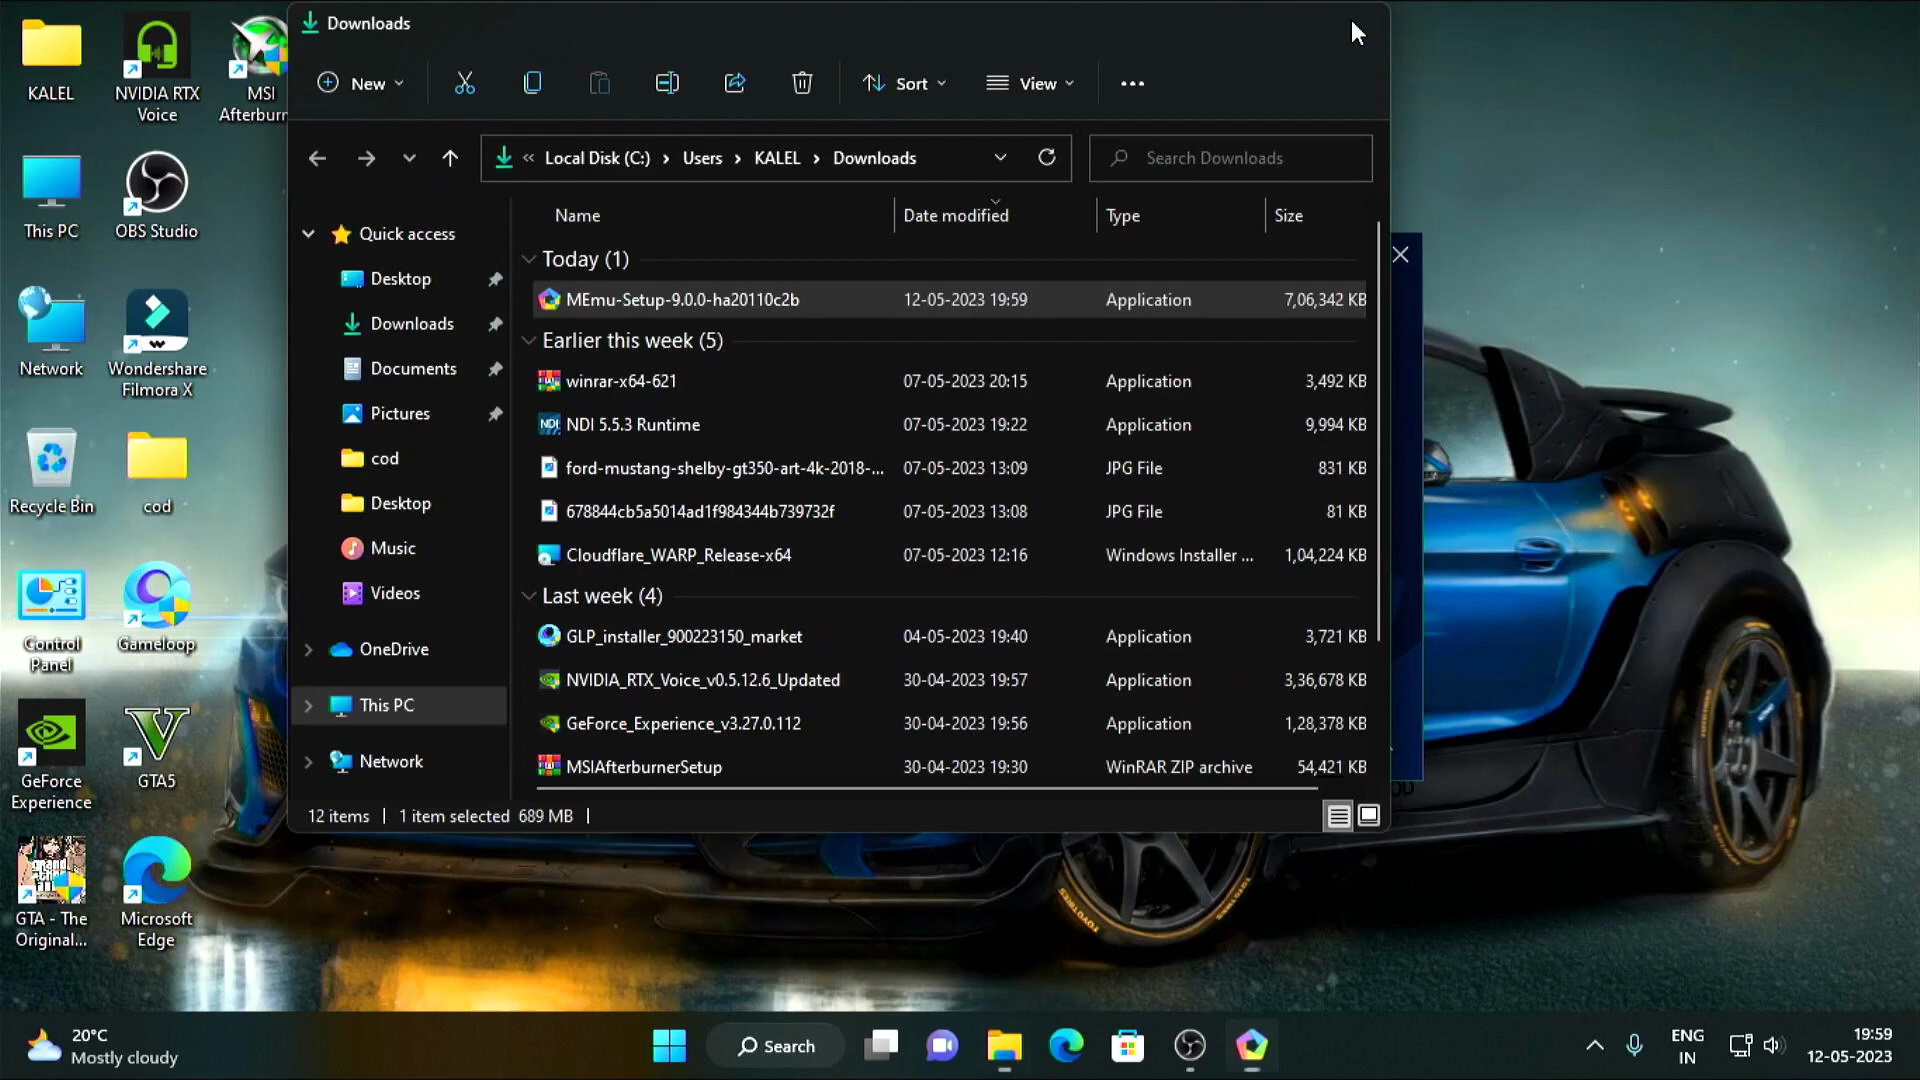 KALEL
NVIDIA RTX
Voice
MSI
Afterburn
This PC
OBS Studio
Network
Wondershare
Filmora X
Recycle Bin
cod
Control
Panel
Gameloop
GeForce
Experience
GTA5
GTA - The
Original...
Microsoft
Edge
Downloads
New
Sort
View
Local Disk (C:) › Users › KALEL › Downloads
Search Downloads
Quick access
Desktop
Downloads
Documents
Pictures
cod
Desktop
Music
Videos
OneDrive
This PC
Network
Name Date modified Type Size
Today (1)
MEmu-Setup-9.0.0-ha20110c2b 12-05-2023 19:59 Application 7,06,342 KB
Earlier this week (5)
winrar-x64-621 07-05-2023 20:15 Application 3,492 KB
NDI 5.5.3 Runtime 07-05-2023 19:22 Application 9,994 KB
ford-mustang-shelby-gt350-art-4k-2018-... 07-05-2023 13:09 JPG File 831 KB
678844cb5a5014ad1f984344b739732f 07-05-2023 13:08 JPG File 81 KB
Cloudflare_WARP_Release-x64 07-05-2023 12:16 Windows Installer ... 1,04,224 KB
Last week (4)
GLP_installer_900223150_market 04-05-2023 19:40 Application 3,721 KB
NVIDIA_RTX_Voice_v0.5.12.6_Updated 30-04-2023 19:57 Application 3,36,678 KB
GeForce_Experience_v3.27.0.112 30-04-2023 19:56 Application 1,28,378 KB
MSIAfterburnerSetup 30-04-2023 19:30 WinRAR ZIP archive 54,421 KB
12 items | 1 item selected 689 MB |
20°C
Mostly cloudy
Search
ENG
IN
19:59
12-05-2023